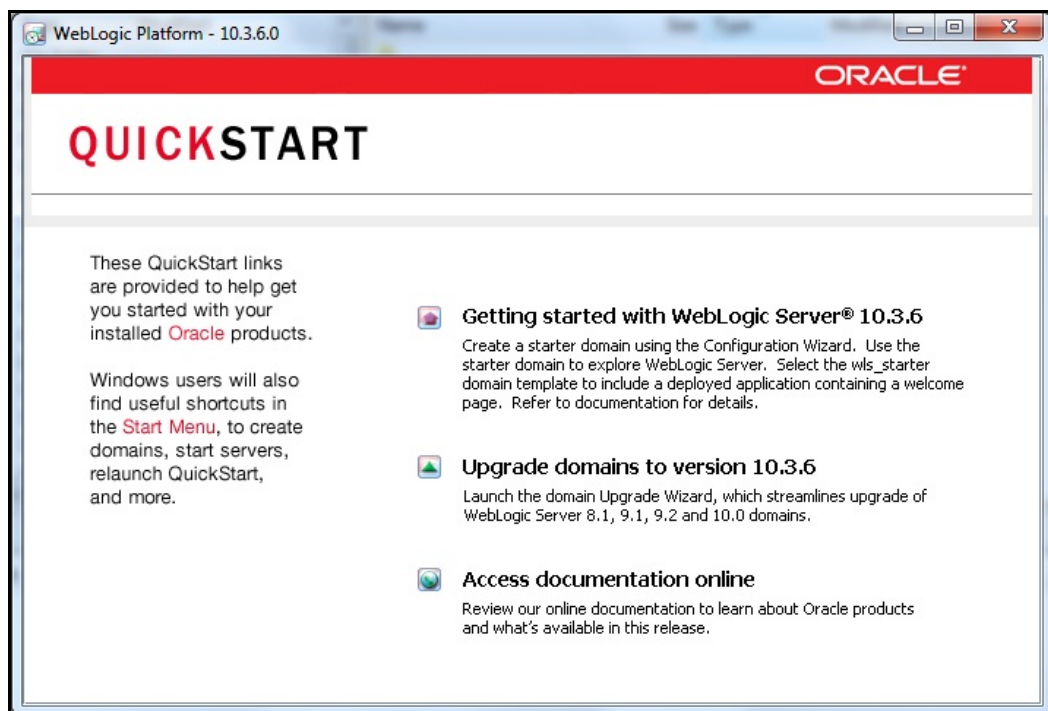 WebLogic Platform - 10.3.6.0
ORACLE®
QUICKSTART
These QuickStart links
are provided to help get
you started with your
installed Oracle products.
Windows users will also
find useful shortcuts in
the Start Menu, to create
domains, start servers,
relaunch QuickStart,
and more.
Getting started with WebLogic Server® 10.3.6
Create a starter domain using the Configuration Wizard.  Use the
starter domain to explore WebLogic Server.  Select the wls_starter
domain template to include a deployed application containing a welcome
page.  Refer to documentation for details.
Upgrade domains to version 10.3.6
Launch the domain Upgrade Wizard, which streamlines upgrade of
WebLogic Server 8.1, 9.1, 9.2 and 10.0 domains.
Access documentation online
Review our online documentation to learn about Oracle products
and what's available in this release.